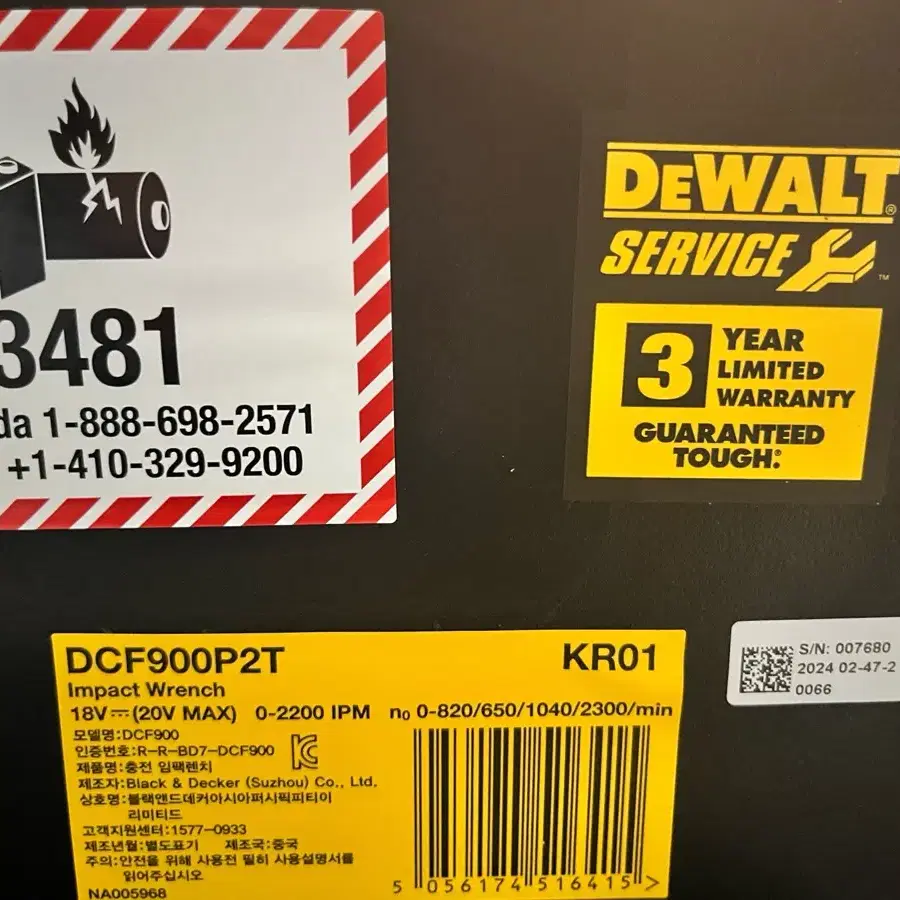 3481
da 1-888-698-2571
+1-410-329-9200
DEWALT®
SERVICE™
3 YEAR
LIMITED
WARRANTY
GUARANTEED
TOUGH.®
DCF900P2T KR01
Impact Wrench
18V⎓(20V MAX) 0-2200 IPM n₀ 0-820/650/1040/2300/min
모델명:DCF900
인증번호:R-R-BD7-DCF900
제품명:충전 임팩렌치
제조자:Black & Decker (Suzhou) Co., Ltd.
상호명:블랙앤드데커아시아퍼시픽피티이
리미티드
고객지원센터:1577-0933
제조년월:별도표기 제조국:중국
주의:안전을 위해 사용전 필히 사용설명서를
읽어주십시오
NA005968
5 056174 516415 >
S/N: 007680
2024 02-47-2
0066